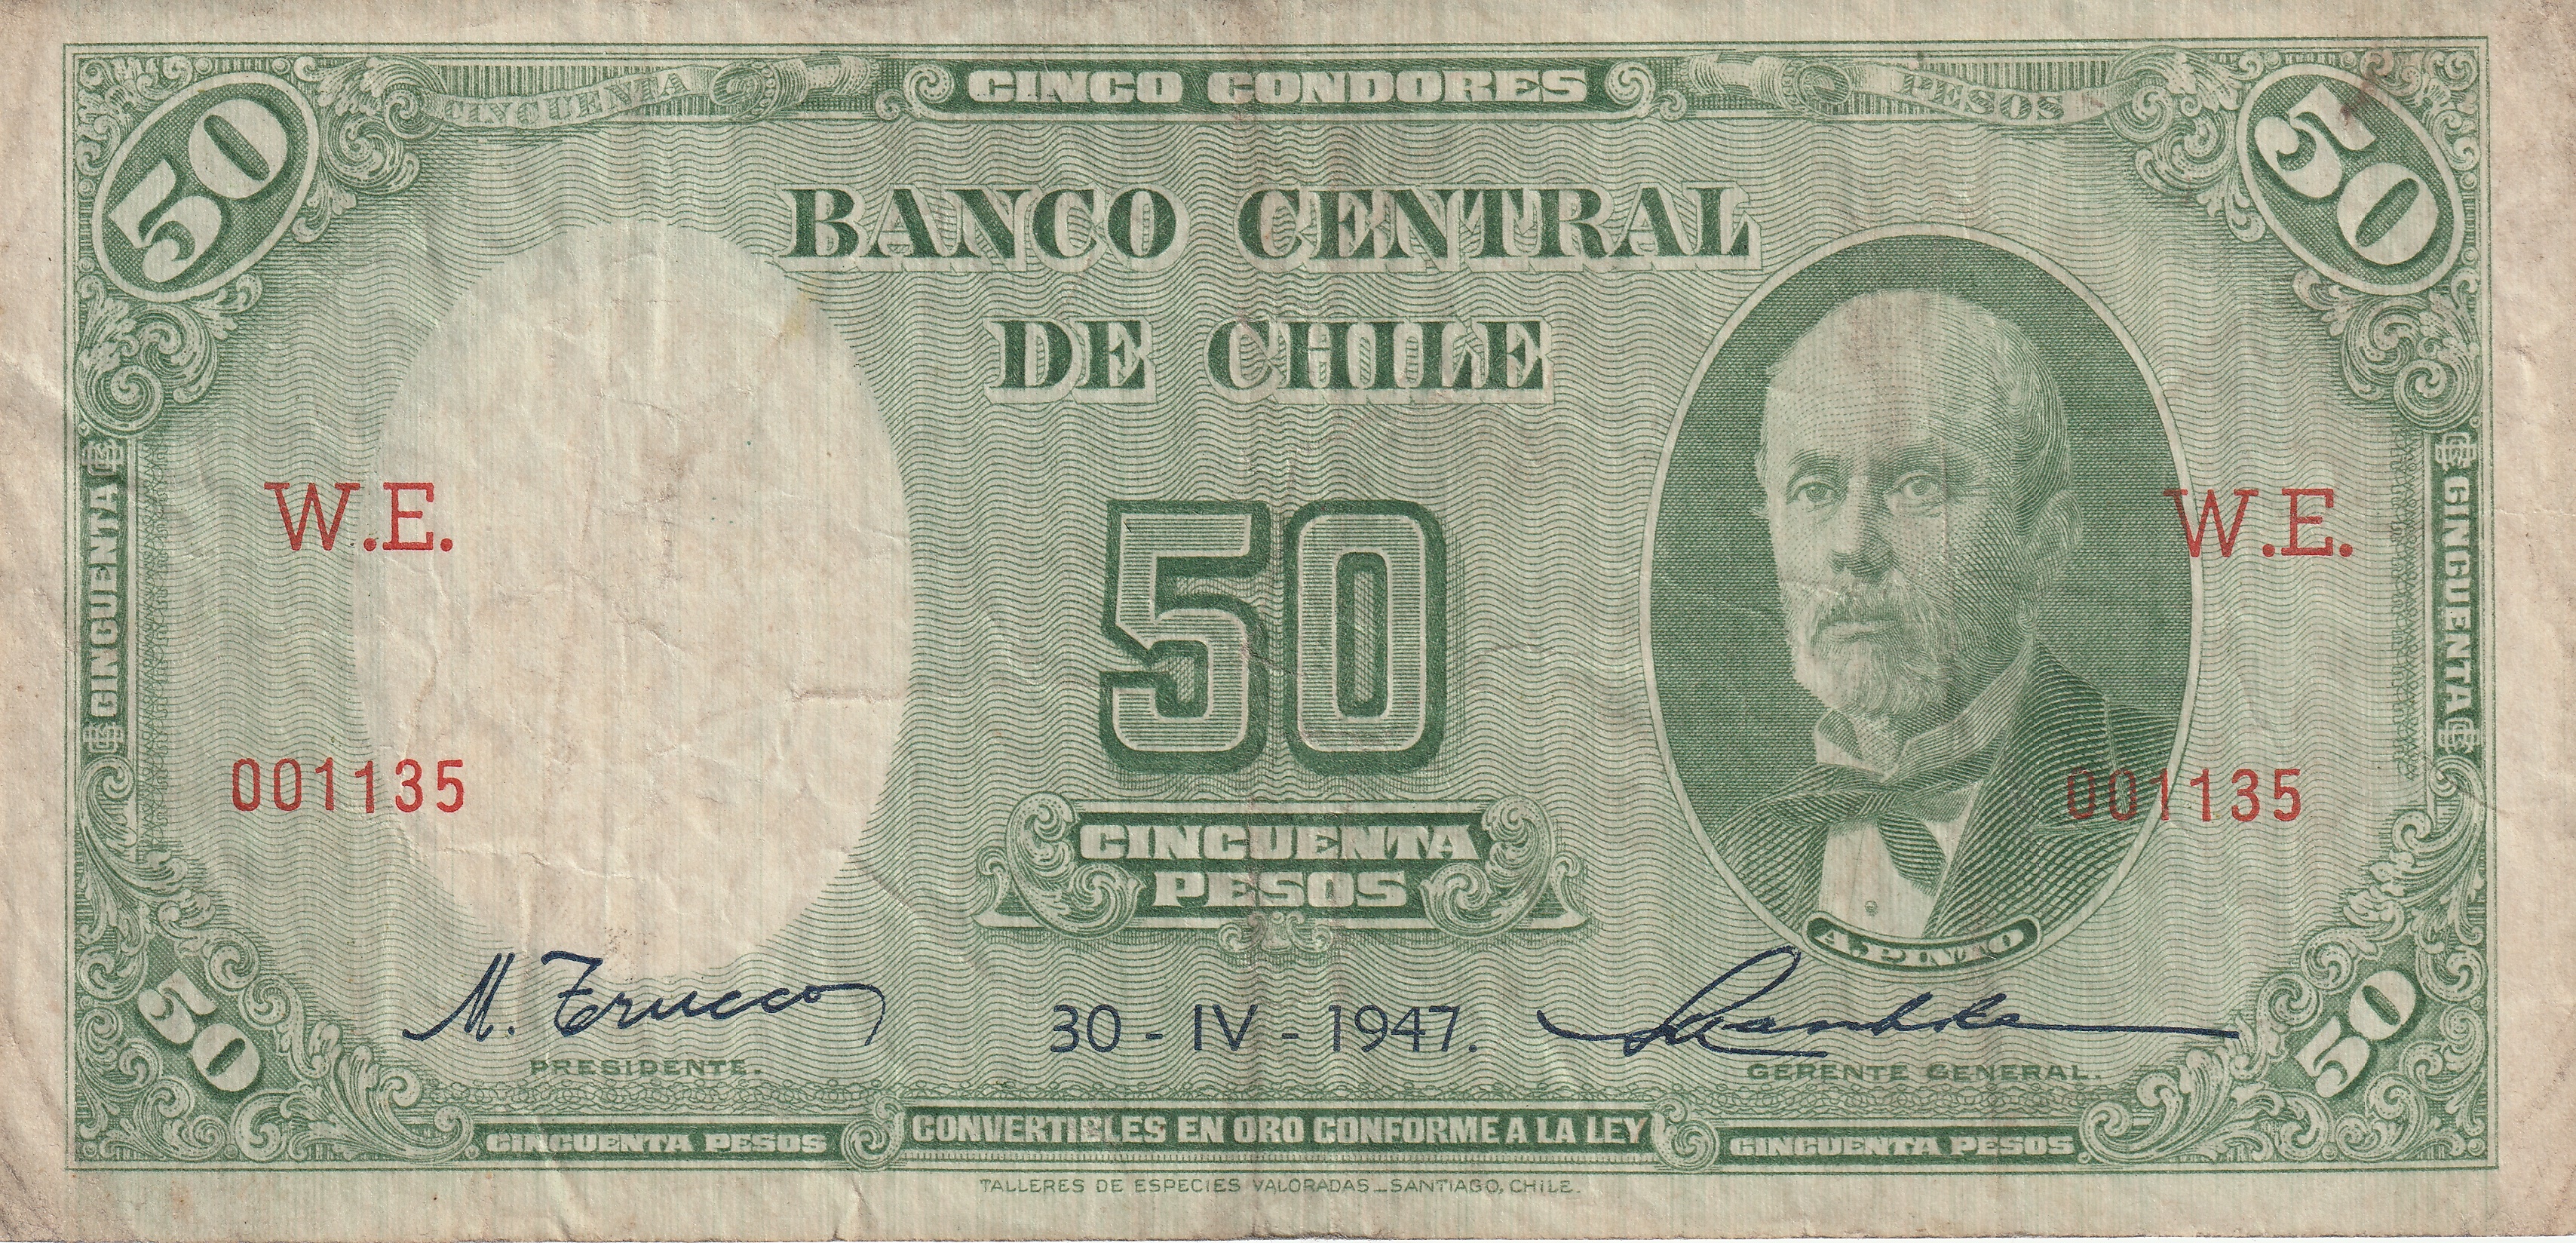 50
CINCUENTA
CINCO CONDORES
PESOS
50
BANCO CENTRAL
DE CHILE
CINCUENTA
W.E.
50
W.E.
CINCUENTA
001135
001135
CINCUENTA
PESOS
A. PINTO
M. Trucco
30 - IV - 1947.
50
PRESIDENTE.
GERENTE GENERAL.
50
CINCUENTA PESOS
CONVERTIBLES EN ORO CONFORME A LA LEY
CINCUENTA PESOS
TALLERES DE ESPECIES VALORADAS _ SANTIAGO, CHILE.